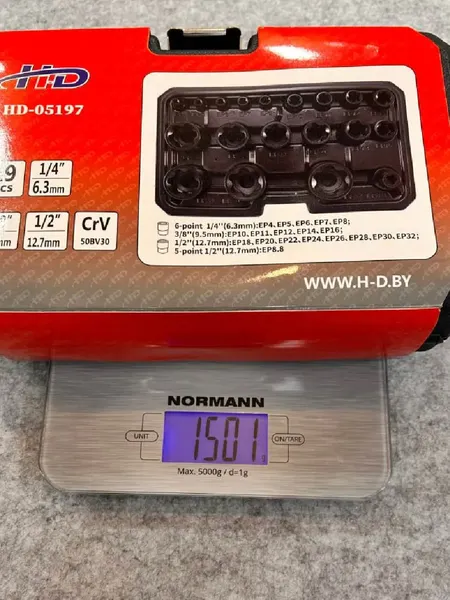 H-D
HD-05197
1/4"
6.3mm
1/2"
12.7mm
CrV
50BV30
6-point 1/4"(6.3mm):EP4,EP5,EP6,EP7,EP8;
3/8"(9.5mm):EP10,EP11,EP12,EP14,EP16;
1/2"(12.7mm):EP18,EP20,EP22,EP24,EP26,EP28,EP30,EP32;
5-point 1/2"(12.7mm):EP8.8
WWW.H-D.BY
NORMANN
UNIT
1501
ON/TARE
Max. 5000g / d=1g